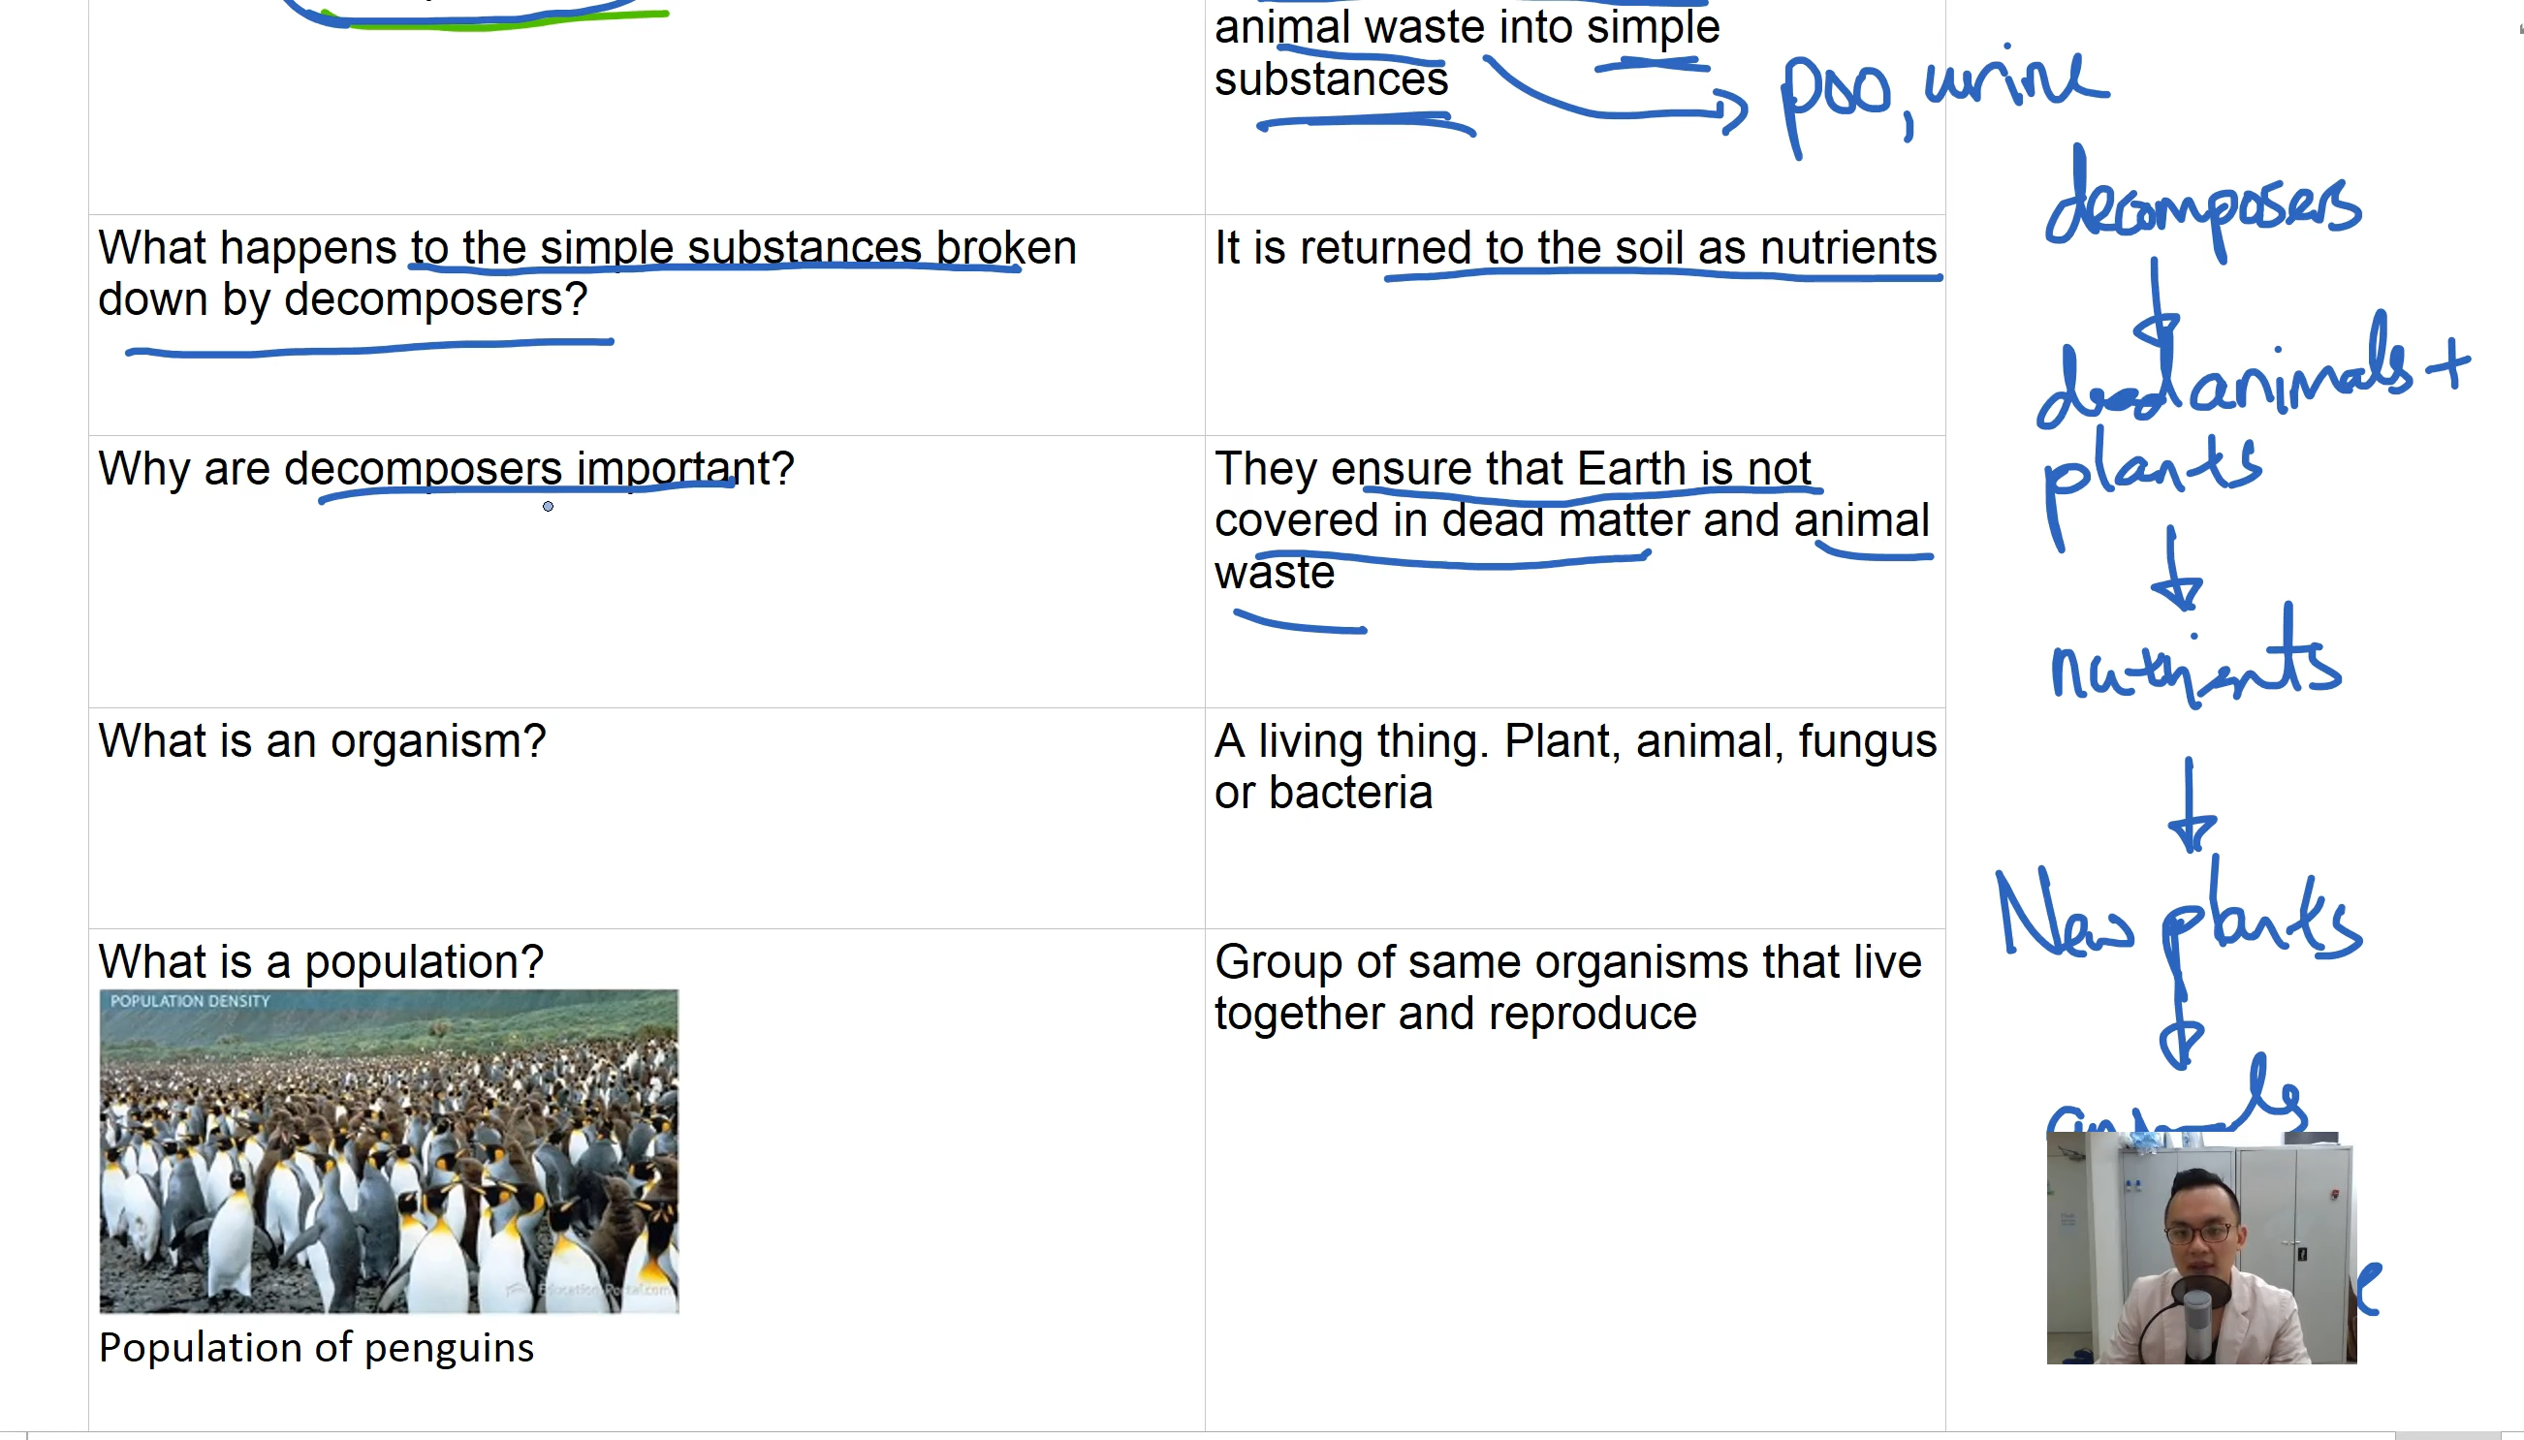 animal waste into simple
substances
poo, urine
What happens to the simple substances broken
down by decomposers?
It is returned to the soil as nutrients
Why are decomposers important?
They ensure that Earth is not
covered in dead matter and animal
waste
What is an organism?
A living thing. Plant, animal, fungus
or bacteria
What is a population?
POPULATION DENSITY
Population of penguins
Group of same organisms that live
together and reproduce
decomposers
dead animals +
plants
nutrients
New plants
animals